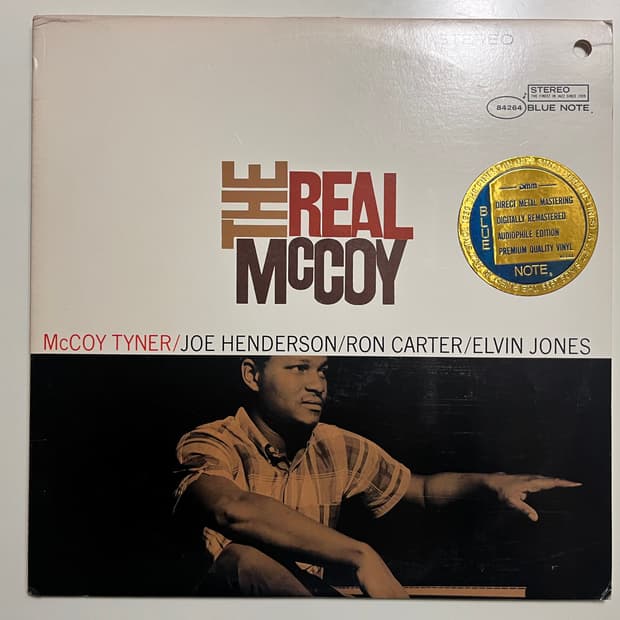 STEREO
STEREO
THE FINEST IN JAZZ SINCE 1939
84264 BLUE NOTE
THE REAL
McCOY
DMM
DIRECT METAL MASTERING
DIGITALLY REMASTERED
AUDIOPHILE EDITION
PREMIUM QUALITY VINYL
BLUE
NOTE
McCOY TYNER/JOE HENDERSON/RON CARTER/ELVIN JONES